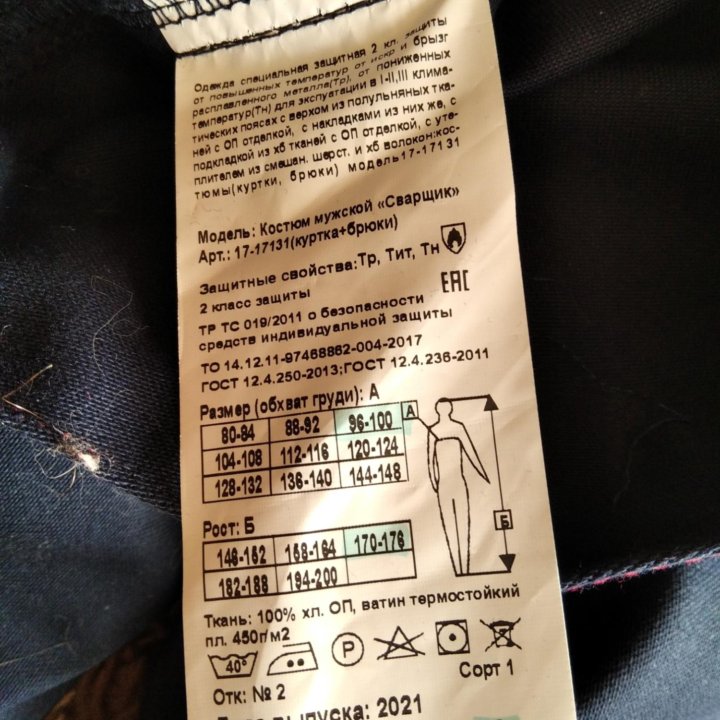 Одежда специальная защитная 2 кл. защиты
от повышенных температур от искр и брызг
расплавленного металла(Тр), от пониженных
температур(Тн) для эксплуатации в I-II,III клима-
тических поясах с верхом из полульняных тка-
ней с ОП отделкой, с накладками из них же, с
подкладкой из хб тканей с ОП отделкой, с уте-
плителем из смешан. шерст. и хб волокон:кос-
тюмы(куртки, брюки) модель17-17131
Модель: Костюм мужской «Сварщик»
Арт.: 17-17131(куртка+брюки)
Защитные свойства:Тр, Тит, Тн
2 класс защиты
ЕАС
ТР ТС 019/2011 о безопасности
средств индивидуальной защиты
ТО 14.12.11-97468862-004-2017
ГОСТ 12.4.250-2013;ГОСТ 12.4.236-2011
Размер (обхват груди): А
80-84 88-92 96-100
104-108 112-116 120-124
128-132 136-140 144-148
А
Б
Рост: Б
146-152 158-164 170-176
182-188 194-200
Ткань: 100% хл. ОП, ватин термостойкий
пл. 450г/м2
40° P
Сорт 1
Отк: № 2
выпуска: 2021